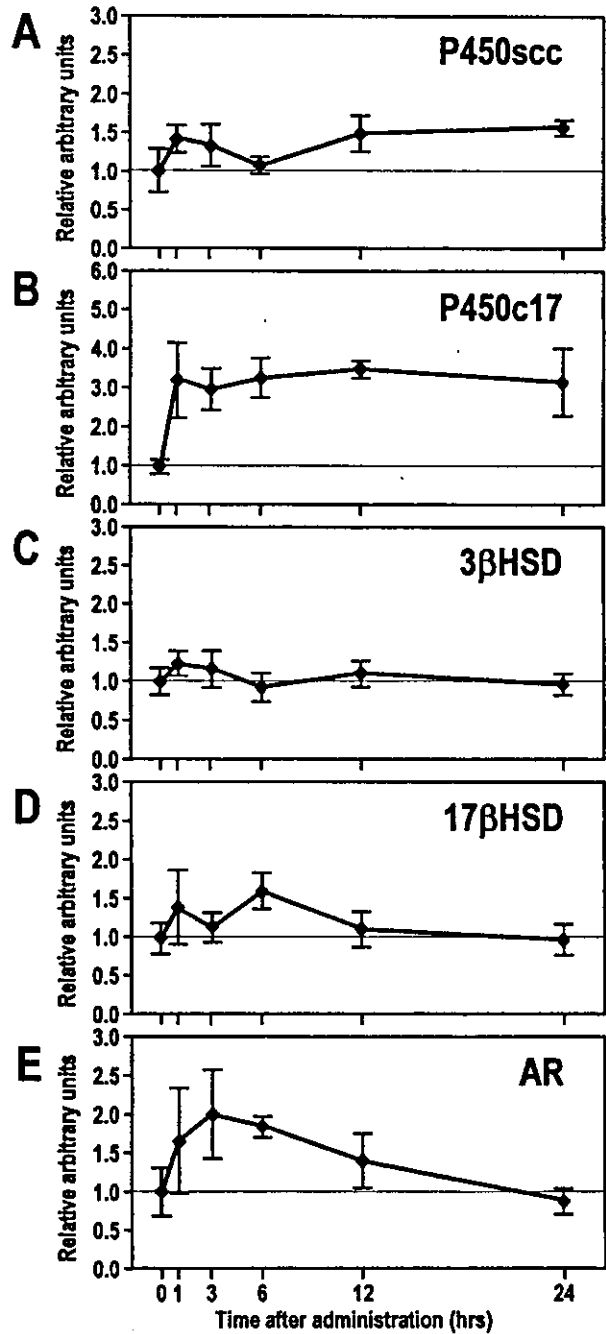 A
P450scc
Relative arbitrary units
3.0
2.5
2.0
1.5
1.0
0.5
0.0
B
P450c17
Relative arbitrary units
6.0
5.0
4.0
3.0
2.0
1.0
0.0
C
3βHSD
Relative arbitrary units
3.0
2.5
2.0
1.5
1.0
0.5
0.0
D
17βHSD
Relative arbitrary units
3.0
2.5
2.0
1.5
1.0
0.5
0.0
E
AR
Relative arbitrary units
3.0
2.5
2.0
1.5
1.0
0.5
0.0
0 1 3 6 12 24
Time after administration (hrs)